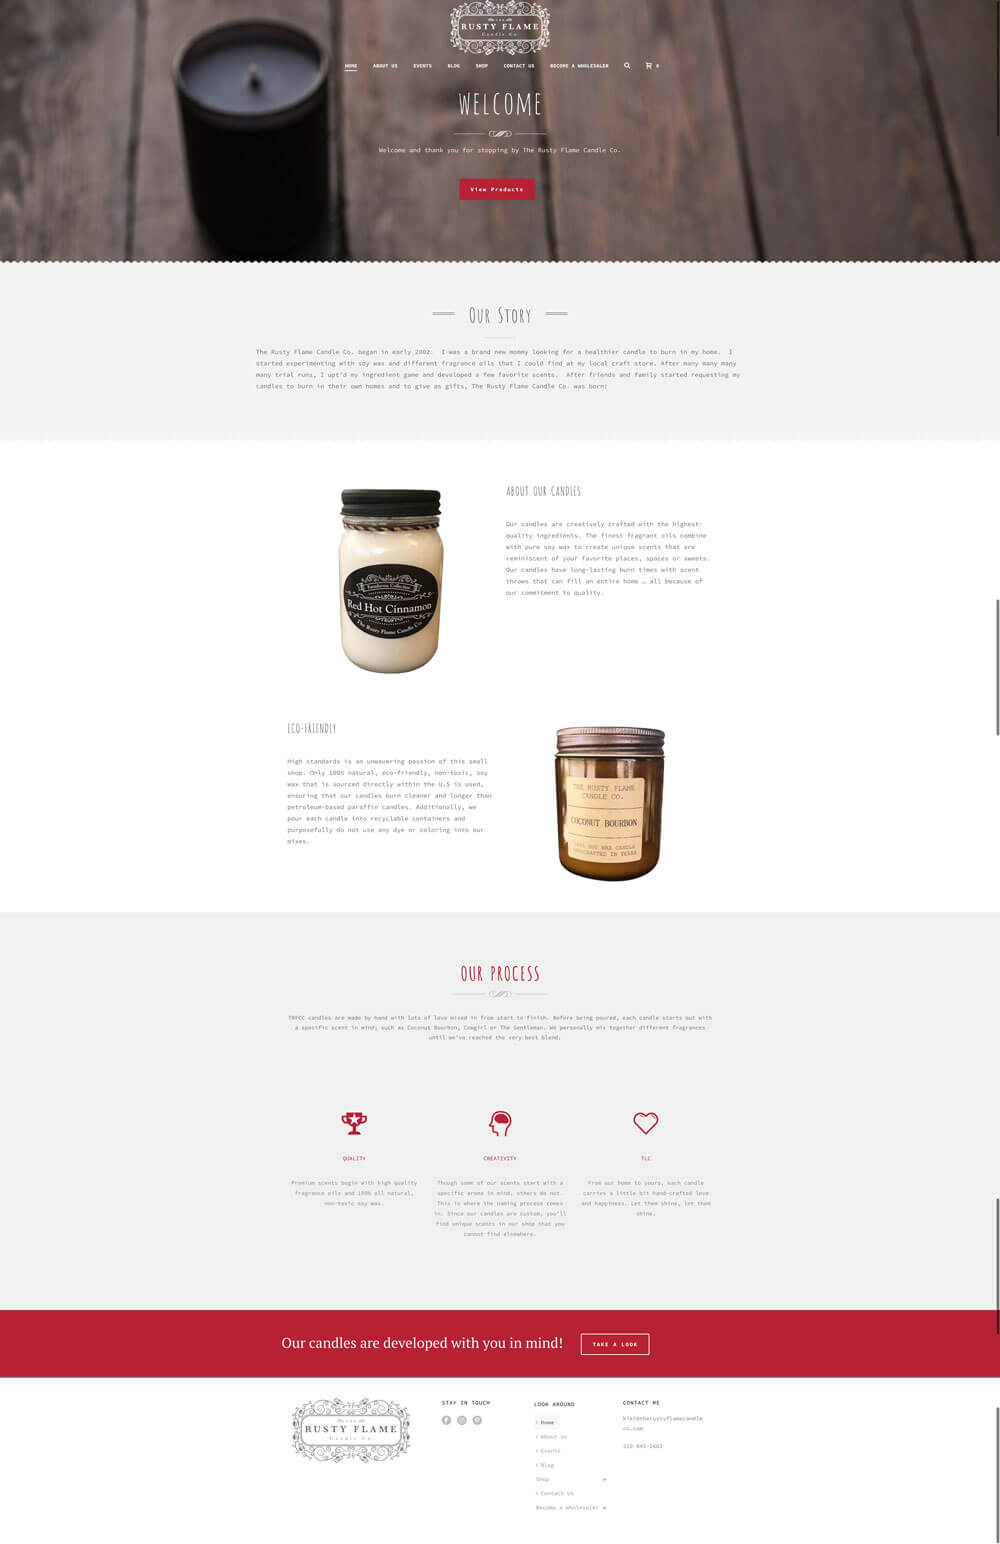 RUSTY FLAME
Candle Co.
HOME ABOUT US EVENTS BLOG SHOP CONTACT US BECOME A WHOLESALER 0
WELCOME
Welcome and thank you for stopping by The Rusty Flame Candle Co.
View Products
OUR STORY
The Rusty Flame Candle Co. began in early 2002. I was a brand new mommy looking for a healthier candle to burn in my home. I
started experimenting with soy wax and different fragrence oils that I could find at my local craft store. After many many many
many trial runs, I upt'd my ingredient game and developed a few favorite scents. After friends and family started requesting my
candles to burn in their own homes and to give as gifts, The Rusty Flame Candle Co. was born!
ABOUT OUR CANDLES
Our candles are creatively crafted with the highest-
quality ingredients. The finest fragrant oils combine
with pure soy wax to create unique scents that are
reminiscent of your favorite places, spaces or sweets.
Our candles have long-lasting burn times with scent
throws that can fill an entire home … all because of
our commitment to quality.
Farmhouse Collection
Red Hot Cinnamon
The Rusty Flame Candle Co.
ECO-FRIENDLY
High standards is an unwavering passion of this small
shop. Only 100% natural, eco-friendly, non-toxic, soy
wax that is sourced directly within the U.S is used,
ensuring that our candles burn cleaner and longer than
petroleum-based paraffin candles. Additionally, we
pour each candle into recyclable containers and
purposefully do not use any dye or coloring into our
mixes.
THE RUSTY FLAME
CANDLE CO.
COCONUT BOURBON
SOY WAX CANDLE
HANDCRAFTED IN TEXAS
OUR PROCESS
TRFCC candles are made by hand with lots of love mixed in from start to finish. Before being poured, each candle starts out with
a specific scent in mind; such as Coconut Bourbon, Cowgirl or The Gentleman. We personally mix together different fragrances
until we've reached the very best blend.
QUALITY
Premium scents begin with high quality
fragrance oils and 100% all natural,
non-toxic soy wax.
CREATIVITY
Though some of our scents start with a
specific aroma in mind, others do not.
This is where the naming process comes
in. Since our candles are custom, you'll
find unique scents in our shop that you
cannot find elsewhere.
TLC
From our home to yours, each candle
carries a little bit hand-crafted love
and happiness. Let them shine, let them
shine.
Our candles are developed with you in mind!
TAKE A LOOK
RUSTY FLAME
Candle Co.
STAY IN TOUCH
LOOK AROUND
Home
About Us
Events
Blog
Shop +
Contact Us
Become a wholesaler +
CONTACT ME
kiki@therustyflamecandle
co.com